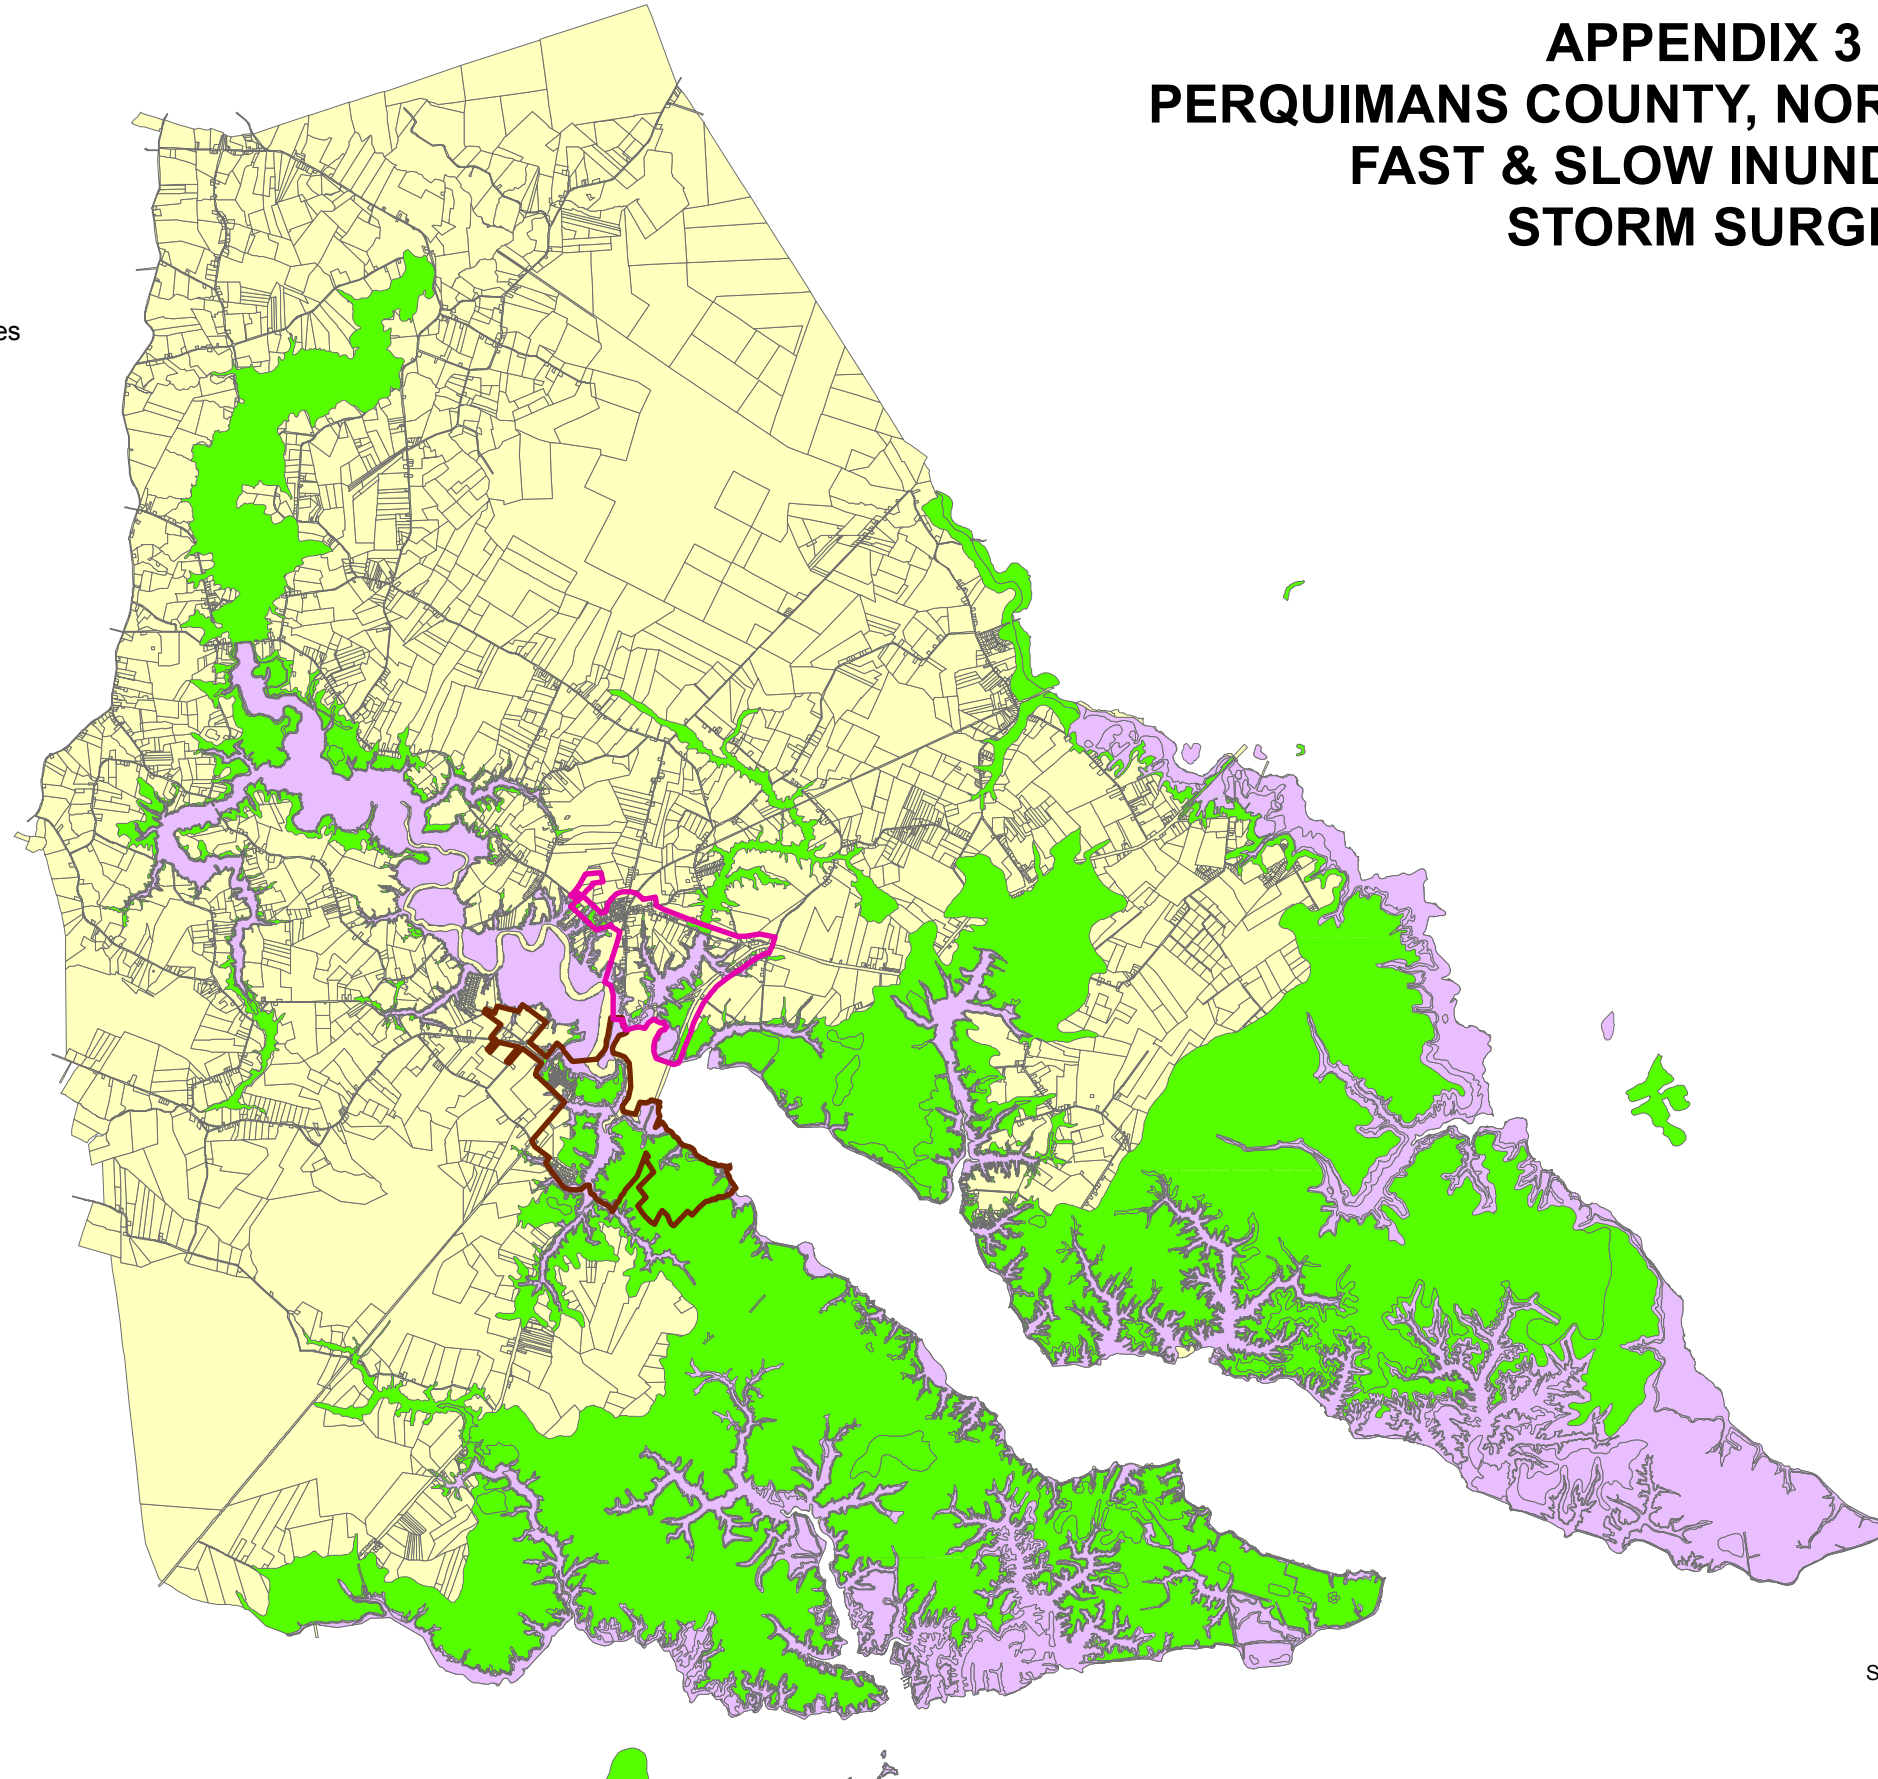 APPENDIX 3
PERQUIMANS COUNTY, NOR
FAST & SLOW INUND
STORM SURG
es
S